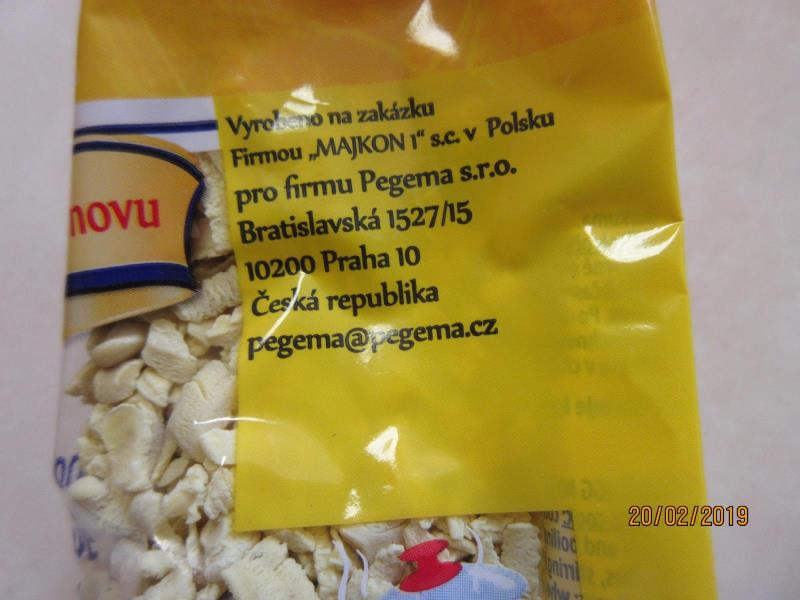 Vyrobeno na zakázku
Firmou „MAJKON 1“ s.c. v Polsku
pro firmu Pegema s.r.o.
Bratislavská 1527/15
10200 Praha 10
Česká republika
pegema@pegema.cz
novu
20/02/2019